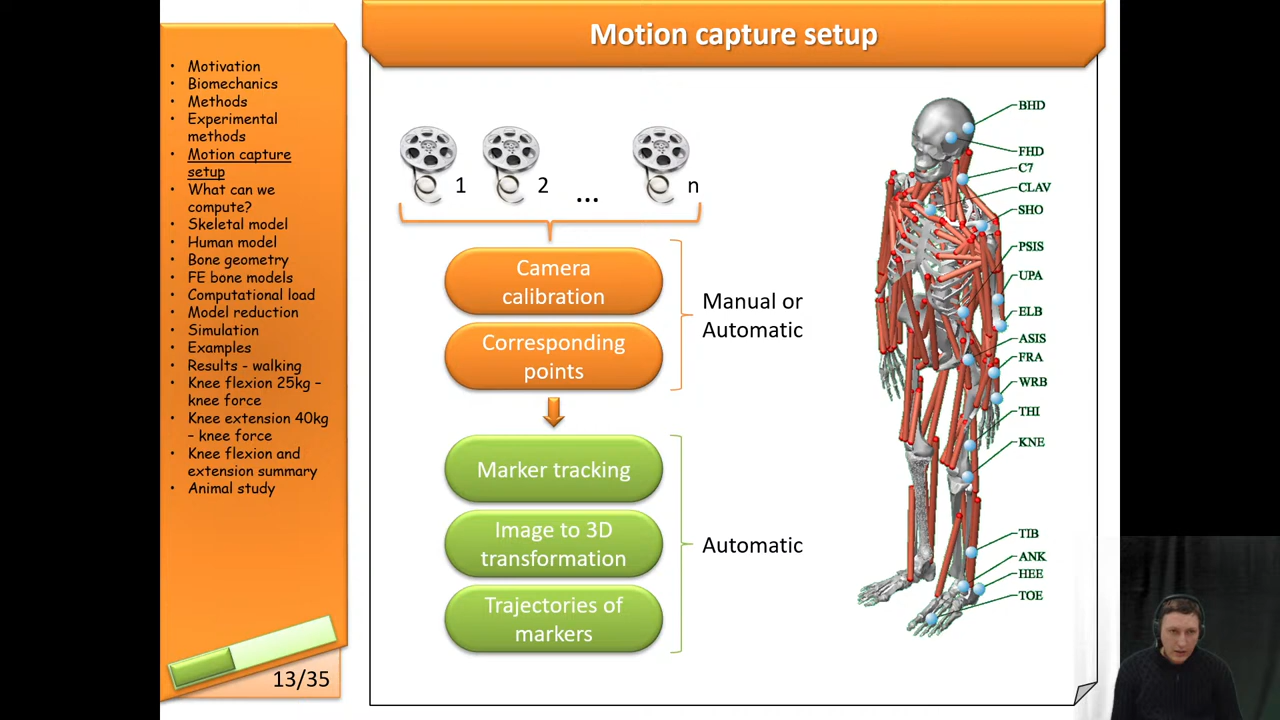 Motion capture setup
• Motivation
• Biomechanics
• Methods
• Experimental
methods
• Motion capture
setup
• What can we
compute?
• Skeletal model
• Human model
• Bone geometry
• FE bone models
• Computational load
• Model reduction
• Simulation
• Examples
• Results - walking
• Knee flexion 25kg –
knee force
• Knee extension 40kg
– knee force
• Knee flexion and
extension summary
• Animal study
13/35
1
2
...
n
Camera
calibration
Corresponding
points
Manual or
Automatic
Marker tracking
Image to 3D
transformation
Trajectories of
markers
Automatic
BHD
FHD
C7
CLAV
SHO
PSIS
UPA
ELB
ASIS
FRA
WRB
THI
KNE
TIB
ANK
HEE
TOE